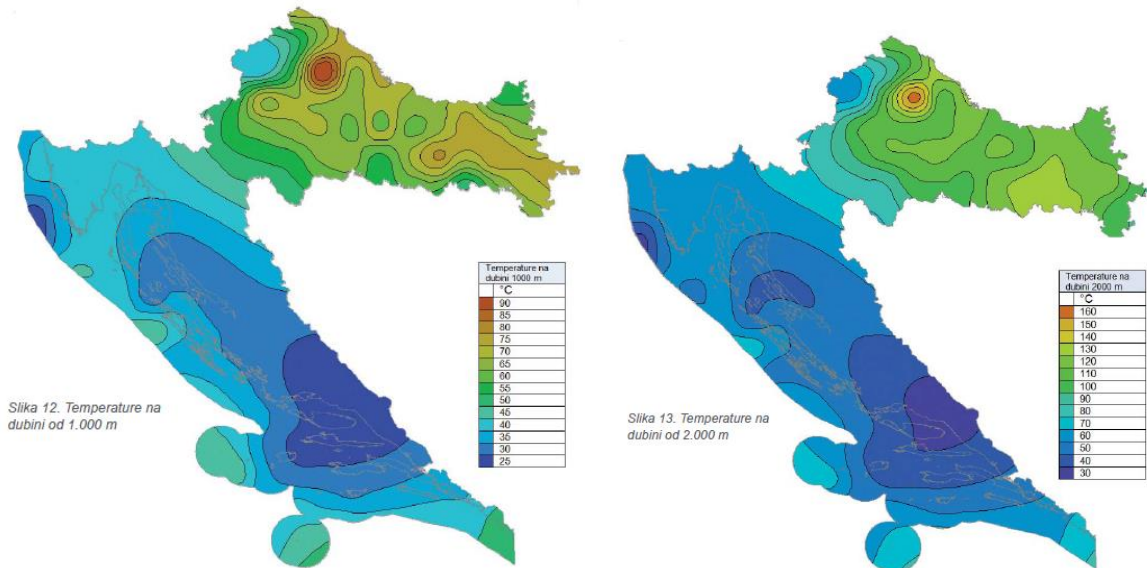 Temperature na
dubini 1000 m
°C
90
85
80
75
70
65
60
55
50
45
40
35
30
25
Slika 12. Temperature na
dubini od 1.000 m
Temperature na
dubini 2000 m
°C
160
150
140
130
120
110
100
90
80
70
60
50
40
30
Slika 13. Temperature na
dubini od 2.000 m